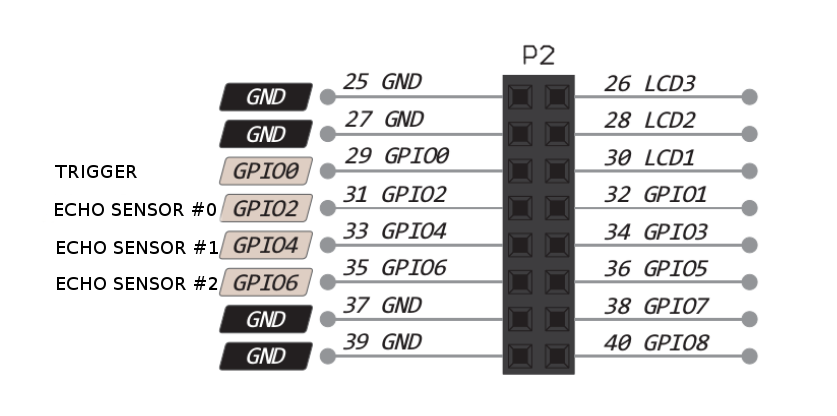 P2
GND 25 GND 26 LCD3
GND 27 GND 28 LCD2
TRIGGER GPIO0 29 GPIO0 30 LCD1
ECHO SENSOR #0 GPIO2 31 GPIO2 32 GPIO1
ECHO SENSOR #1 GPIO4 33 GPIO4 34 GPIO3
ECHO SENSOR #2 GPIO6 35 GPIO6 36 GPIO5
GND 37 GND 38 GPIO7
GND 39 GND 40 GPIO8